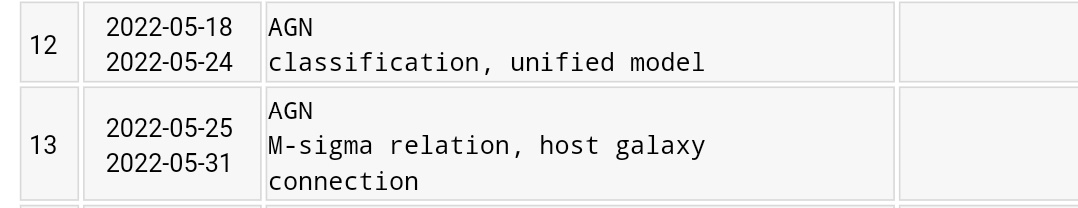 12
2022-05-18
2022-05-24
AGN
classification, unified model
13
2022-05-25
2022-05-31
AGN
M-sigma relation, host galaxy
connection